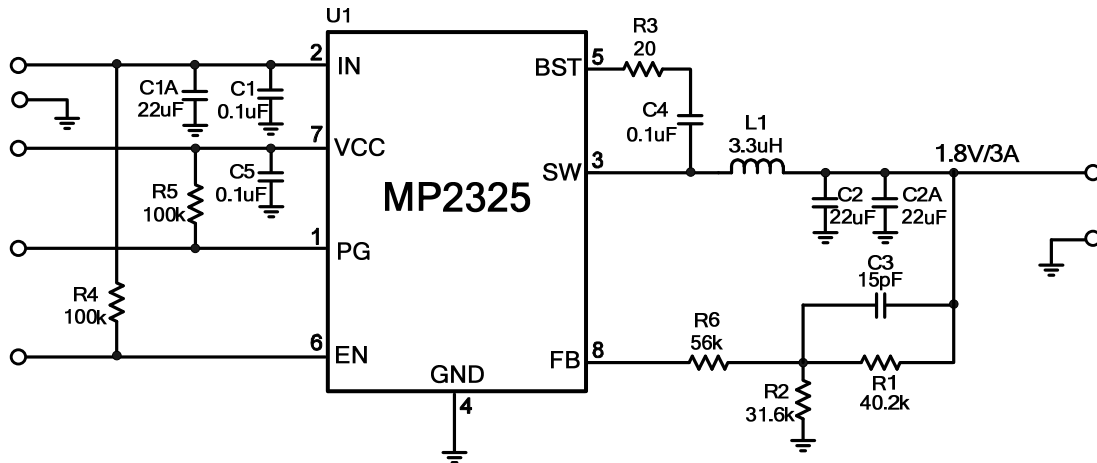 U1
2
IN
C1A
22uF
C1
0.1uF
7
VCC
R5
100k
C5
0.1uF
1
PG
R4
100k
6
EN
MP2325
GND
4
BST
5
R3
20
C4
0.1uF
SW
3
L1
3.3uH
1.8V/3A
C2
22uF
C2A
22uF
C3
15pF
FB
8
R6
56k
R2
31.6k
R1
40.2k